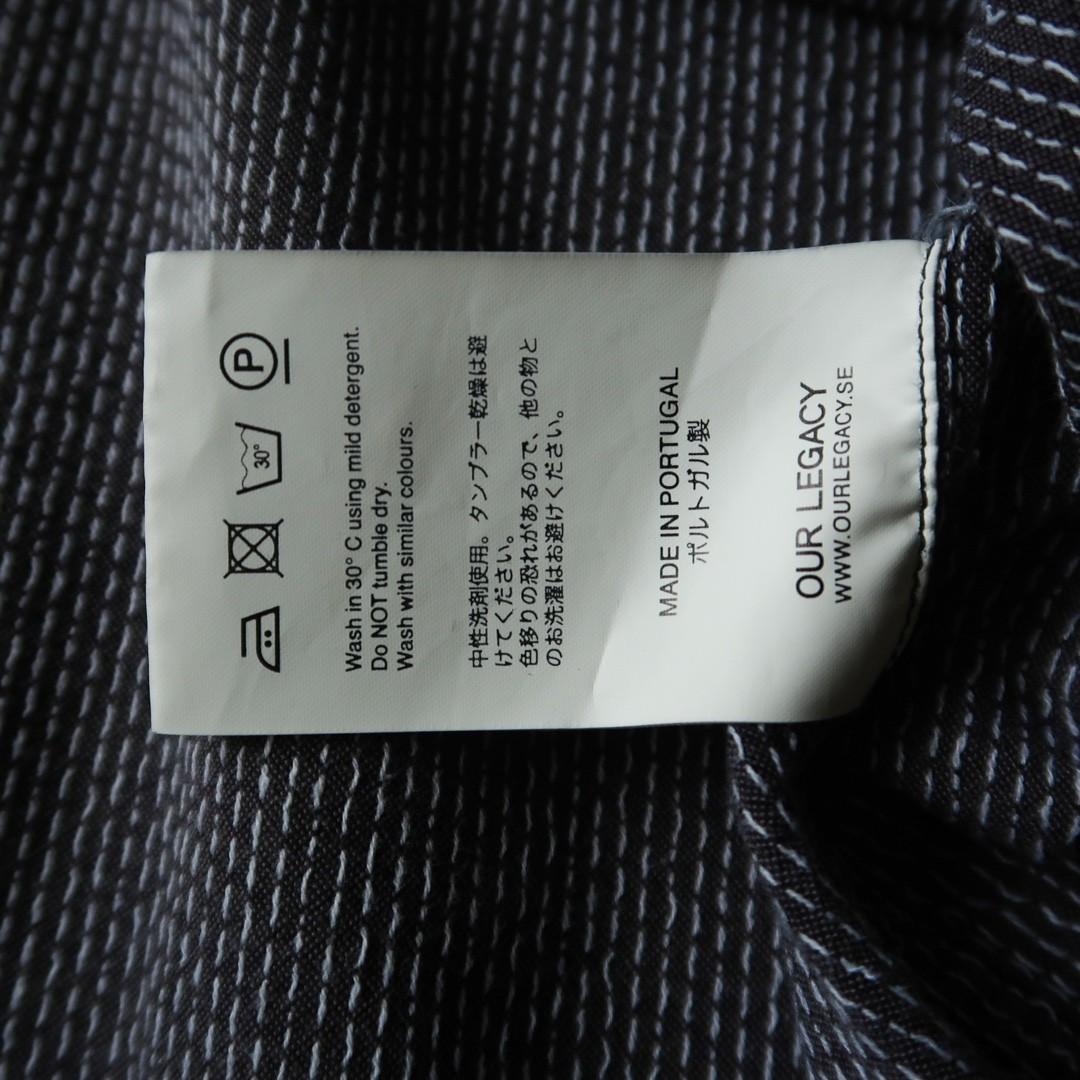 OUR LEGACY
WWW.OURLEGACY.SE
MADE IN PORTUGAL
ポルトガル製
中性洗剤使用。タンブラー乾燥は避
けてください。
色移りの恐れがあるので、他の物と
のお洗濯はお避けください。
Wash in 30° C using mild detergent.
Do NOT tumble dry.
Wash with similar colours.
30°
P